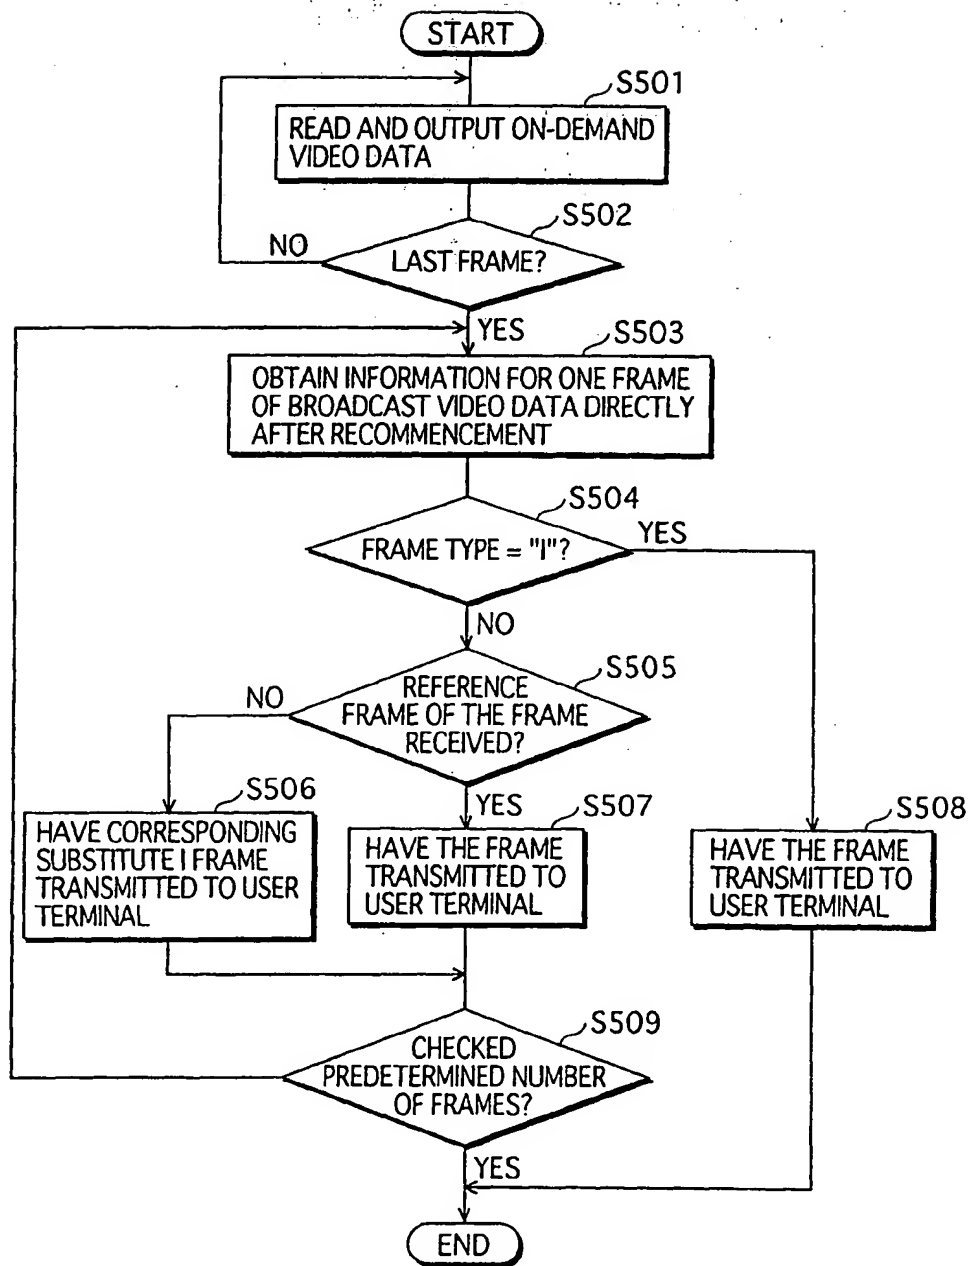 START
S501
READ AND OUTPUT ON-DEMAND
VIDEO DATA
S502
NO
LAST FRAME?
YES
S503
OBTAIN INFORMATION FOR ONE FRAME
OF BROADCAST VIDEO DATA DIRECTLY
AFTER RECOMMENCEMENT
S504
YES
FRAME TYPE = "I"?
NO
S505
NO
REFERENCE
FRAME OF THE FRAME
RECEIVED?
YES
S506
HAVE CORRESPONDING
SUBSTITUTE I FRAME
TRANSMITTED TO USER
TERMINAL
S507
HAVE THE FRAME
TRANSMITTED TO
USER TERMINAL
S508
HAVE THE FRAME
TRANSMITTED TO
USER TERMINAL
S509
CHECKED
PREDETERMINED NUMBER
OF FRAMES?
YES
END